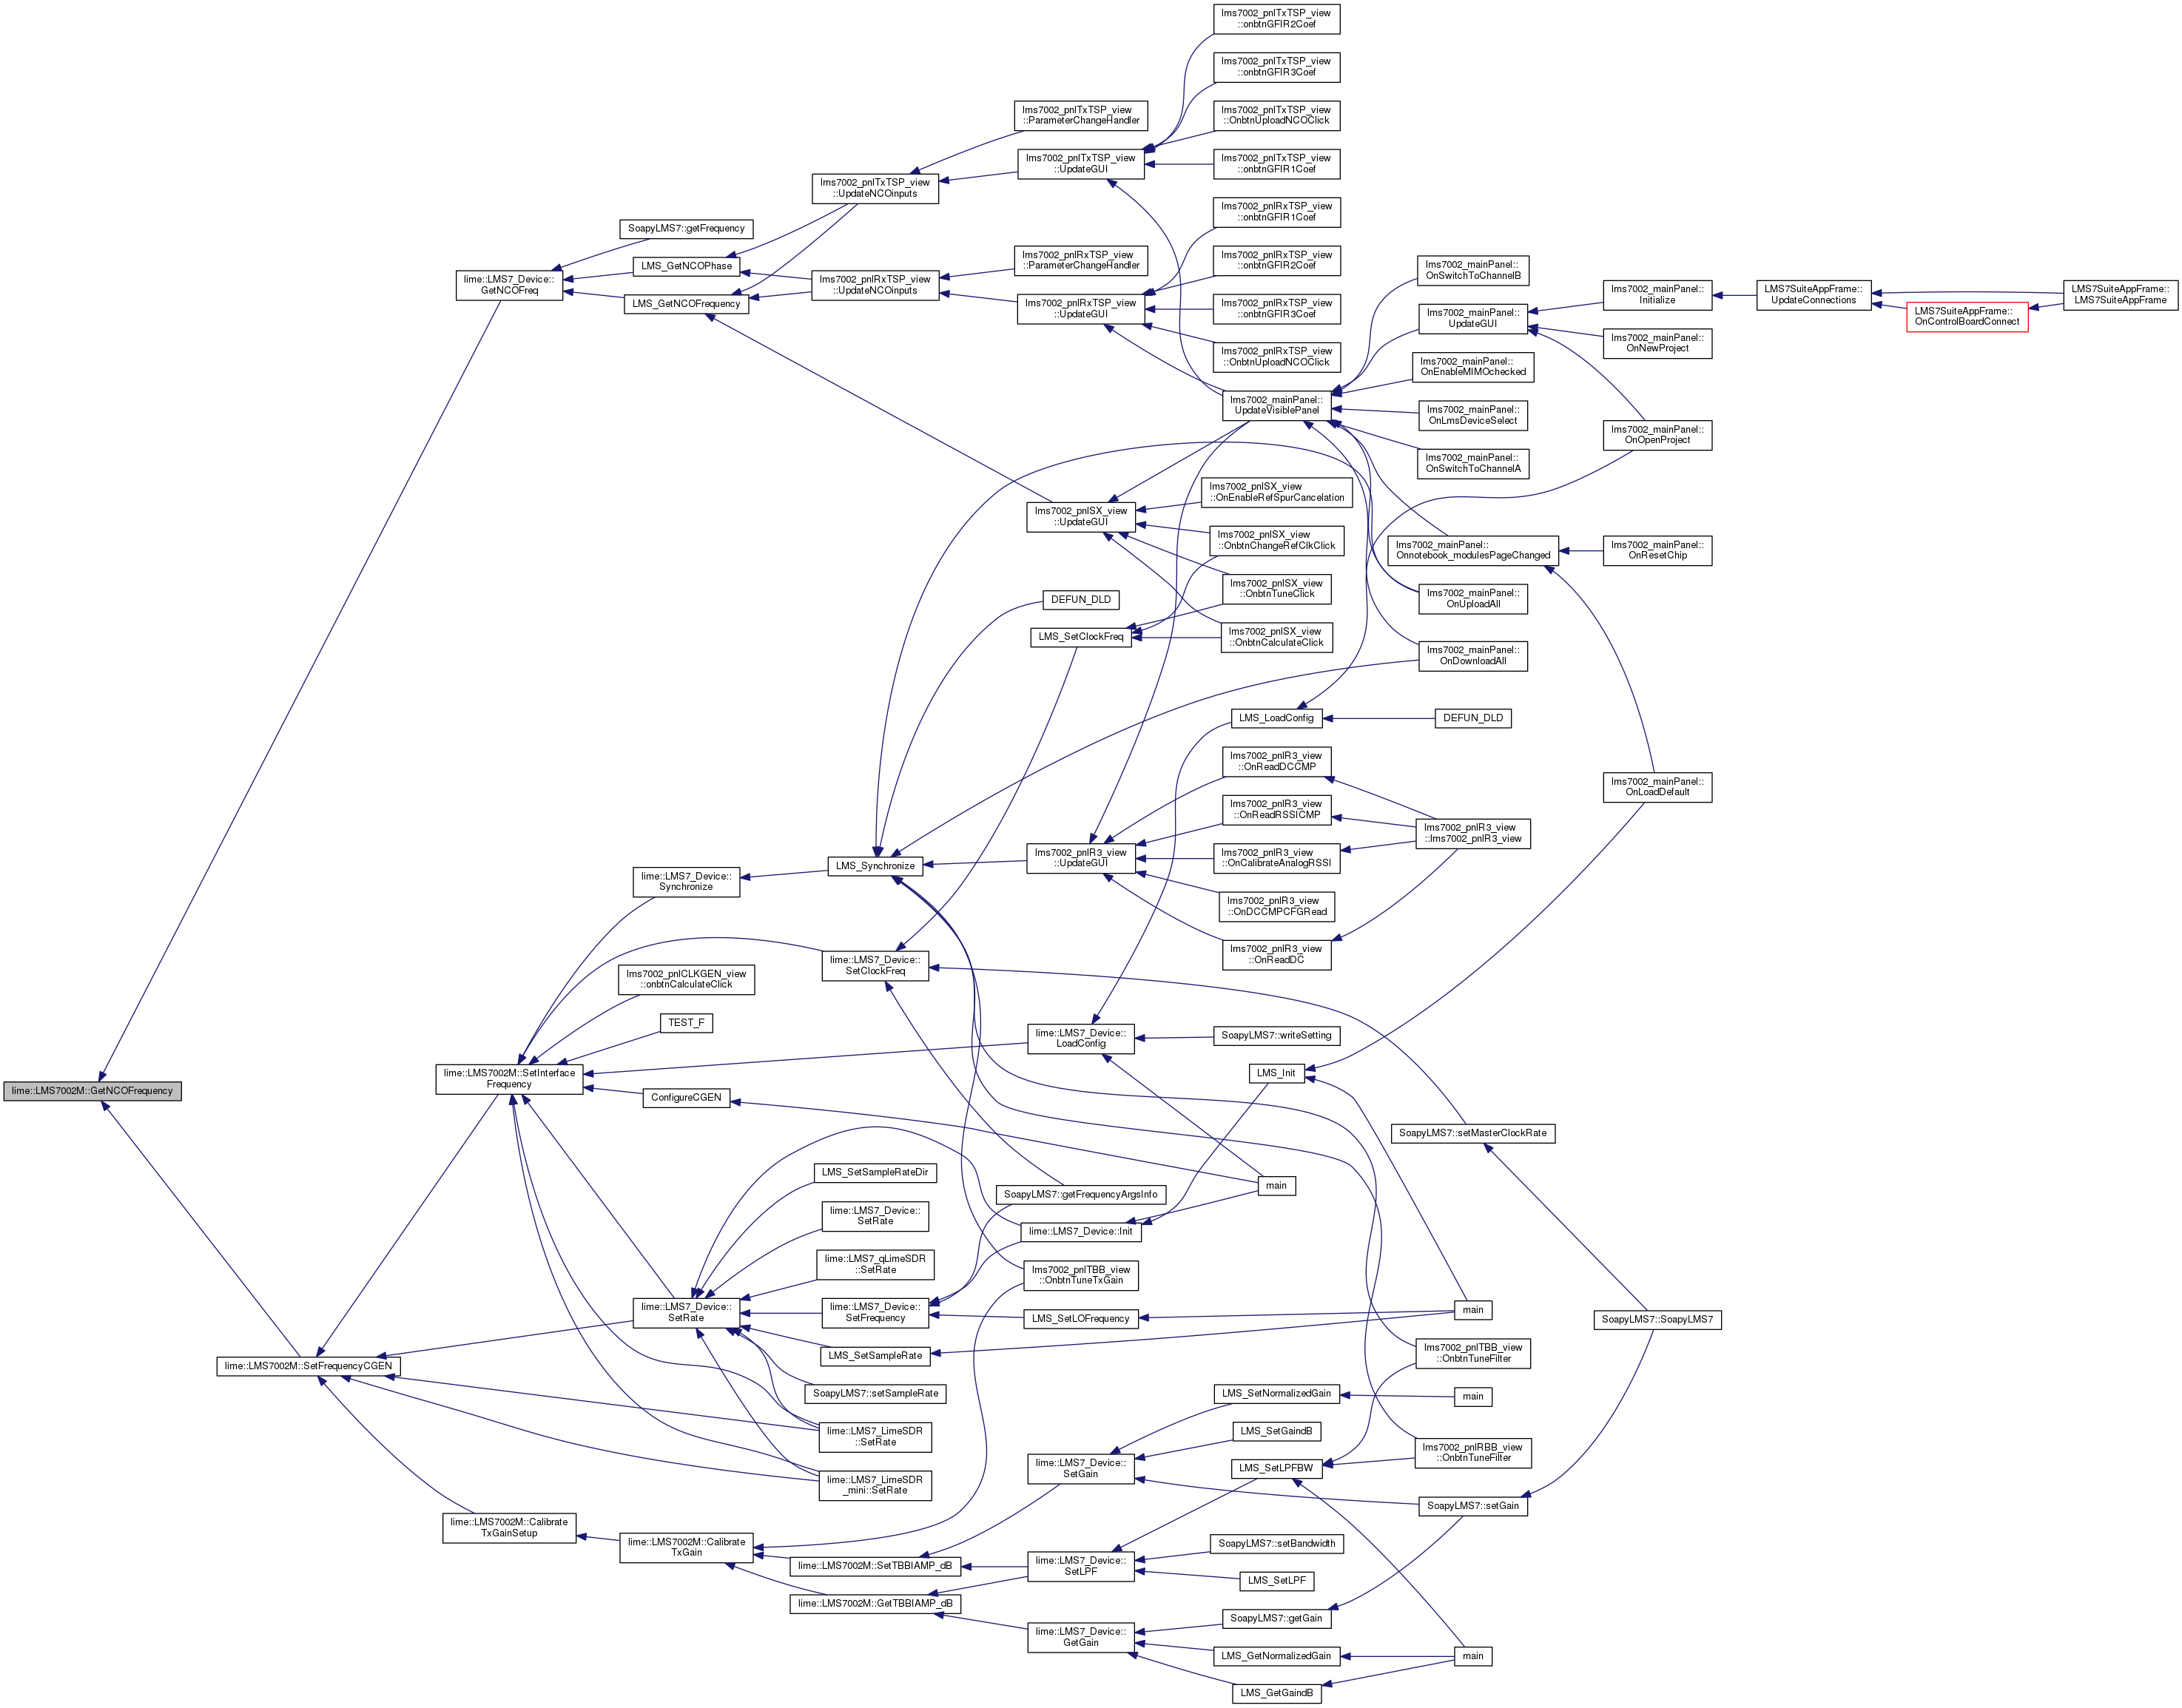 lime::LMS7002M::GetNCOFrequency
lime::LMS7_Device::
GetNCOFreq
lime::LMS7002M::SetFrequencyCGEN
SoapyLMS7::getFrequency
LMS_GetNCOPhase
LMS_GetNCOFrequency
lime::LMS7002M::SetInterface
Frequency
lime::LMS7002M::Calibrate
TxGainSetup
lime::LMS7_Device::
Synchronize
lms7002_pnlCLKGEN_view
::onbtnCalculateClick
TEST_F
ConfigureCGEN
lime::LMS7_Device::
SetRate
lime::LMS7002M::Calibrate
TxGain
lms7002_pnlTxTSP_view
::UpdateNCOinputs
lms7002_pnlRxTSP_view
::UpdateNCOinputs
LMS_Synchronize
lime::LMS7_Device::
SetClockFreq
LMS_SetSampleRateDir
lime::LMS7_Device::
SetRate
lime::LMS7_qLimeSDR
::SetRate
lime::LMS7_Device::
SetFrequency
LMS_SetSampleRate
SoapyLMS7::setSampleRate
lime::LMS7_LimeSDR
::SetRate
lime::LMS7_LimeSDR
_mini::SetRate
lime::LMS7002M::SetTBBIAMP_dB
lime::LMS7002M::GetTBBIAMP_dB
lms7002_pnlTxTSP_view
::ParameterChangeHandler
lms7002_pnlTxTSP_view
::UpdateGUI
lms7002_pnlRxTSP_view
::ParameterChangeHandler
lms7002_pnlRxTSP_view
::UpdateGUI
lms7002_pnlSX_view
::UpdateGUI
DEFUN_DLD
LMS_SetClockFreq
lms7002_pnlR3_view
::UpdateGUI
lime::LMS7_Device::
LoadConfig
SoapyLMS7::getFrequencyArgsInfo
lime::LMS7_Device::Init
lms7002_pnlTBB_view
::OnbtnTuneTxGain
LMS_SetLOFrequency
lime::LMS7_Device::
SetGain
lime::LMS7_Device::
SetLPF
lime::LMS7_Device::
GetGain
lms7002_pnlTxTSP_view
::onbtnGFIR2Coef
lms7002_pnlTxTSP_view
::onbtnGFIR3Coef
lms7002_pnlTxTSP_view
::OnbtnUploadNCOClick
lms7002_pnlTxTSP_view
::onbtnGFIR1Coef
lms7002_pnlRxTSP_view
::onbtnGFIR1Coef
lms7002_pnlRxTSP_view
::onbtnGFIR2Coef
lms7002_pnlRxTSP_view
::onbtnGFIR3Coef
lms7002_pnlRxTSP_view
::OnbtnUploadNCOClick
lms7002_mainPanel::
UpdateVisiblePanel
lms7002_pnlSX_view
::OnEnableRefSpurCancelation
lms7002_pnlSX_view
::OnbtnChangeRefClkClick
lms7002_pnlSX_view
::OnbtnTuneClick
lms7002_pnlSX_view
::OnbtnCalculateClick
LMS_LoadConfig
lms7002_pnlR3_view
::OnReadDCCMP
lms7002_pnlR3_view
::OnReadRSSICMP
lms7002_pnlR3_view
::OnCalibrateAnalogRSSI
lms7002_pnlR3_view
::OnDCCMPCFGRead
lms7002_pnlR3_view
::OnReadDC
SoapyLMS7::writeSetting
LMS_Init
main
LMS_SetNormalizedGain
LMS_SetGaindB
LMS_SetLPFBW
SoapyLMS7::setBandwidth
LMS_SetLPF
SoapyLMS7::getGain
LMS_GetNormalizedGain
LMS_GetGaindB
lms7002_mainPanel::
OnSwitchToChannelB
lms7002_mainPanel::
UpdateGUI
lms7002_mainPanel::
OnEnableMIMOchecked
lms7002_mainPanel::
OnLmsDeviceSelect
lms7002_mainPanel::
OnSwitchToChannelA
lms7002_mainPanel::
Onnotebook_modulesPageChanged
lms7002_mainPanel::
OnUploadAll
lms7002_mainPanel::
OnDownloadAll
DEFUN_DLD
lms7002_pnlR3_view
::lms7002_pnlR3_view
SoapyLMS7::setMasterClockRate
main
lms7002_pnlTBB_view
::OnbtnTuneFilter
main
lms7002_pnlRBB_view
::OnbtnTuneFilter
SoapyLMS7::setGain
main
lms7002_mainPanel::
Initialize
lms7002_mainPanel::
OnNewProject
lms7002_mainPanel::
OnOpenProject
lms7002_mainPanel::
OnResetChip
lms7002_mainPanel::
OnLoadDefault
SoapyLMS7::SoapyLMS7
LMS7SuiteAppFrame::
UpdateConnections
LMS7SuiteAppFrame::
OnControlBoardConnect
LMS7SuiteAppFrame::
LMS7SuiteAppFrame